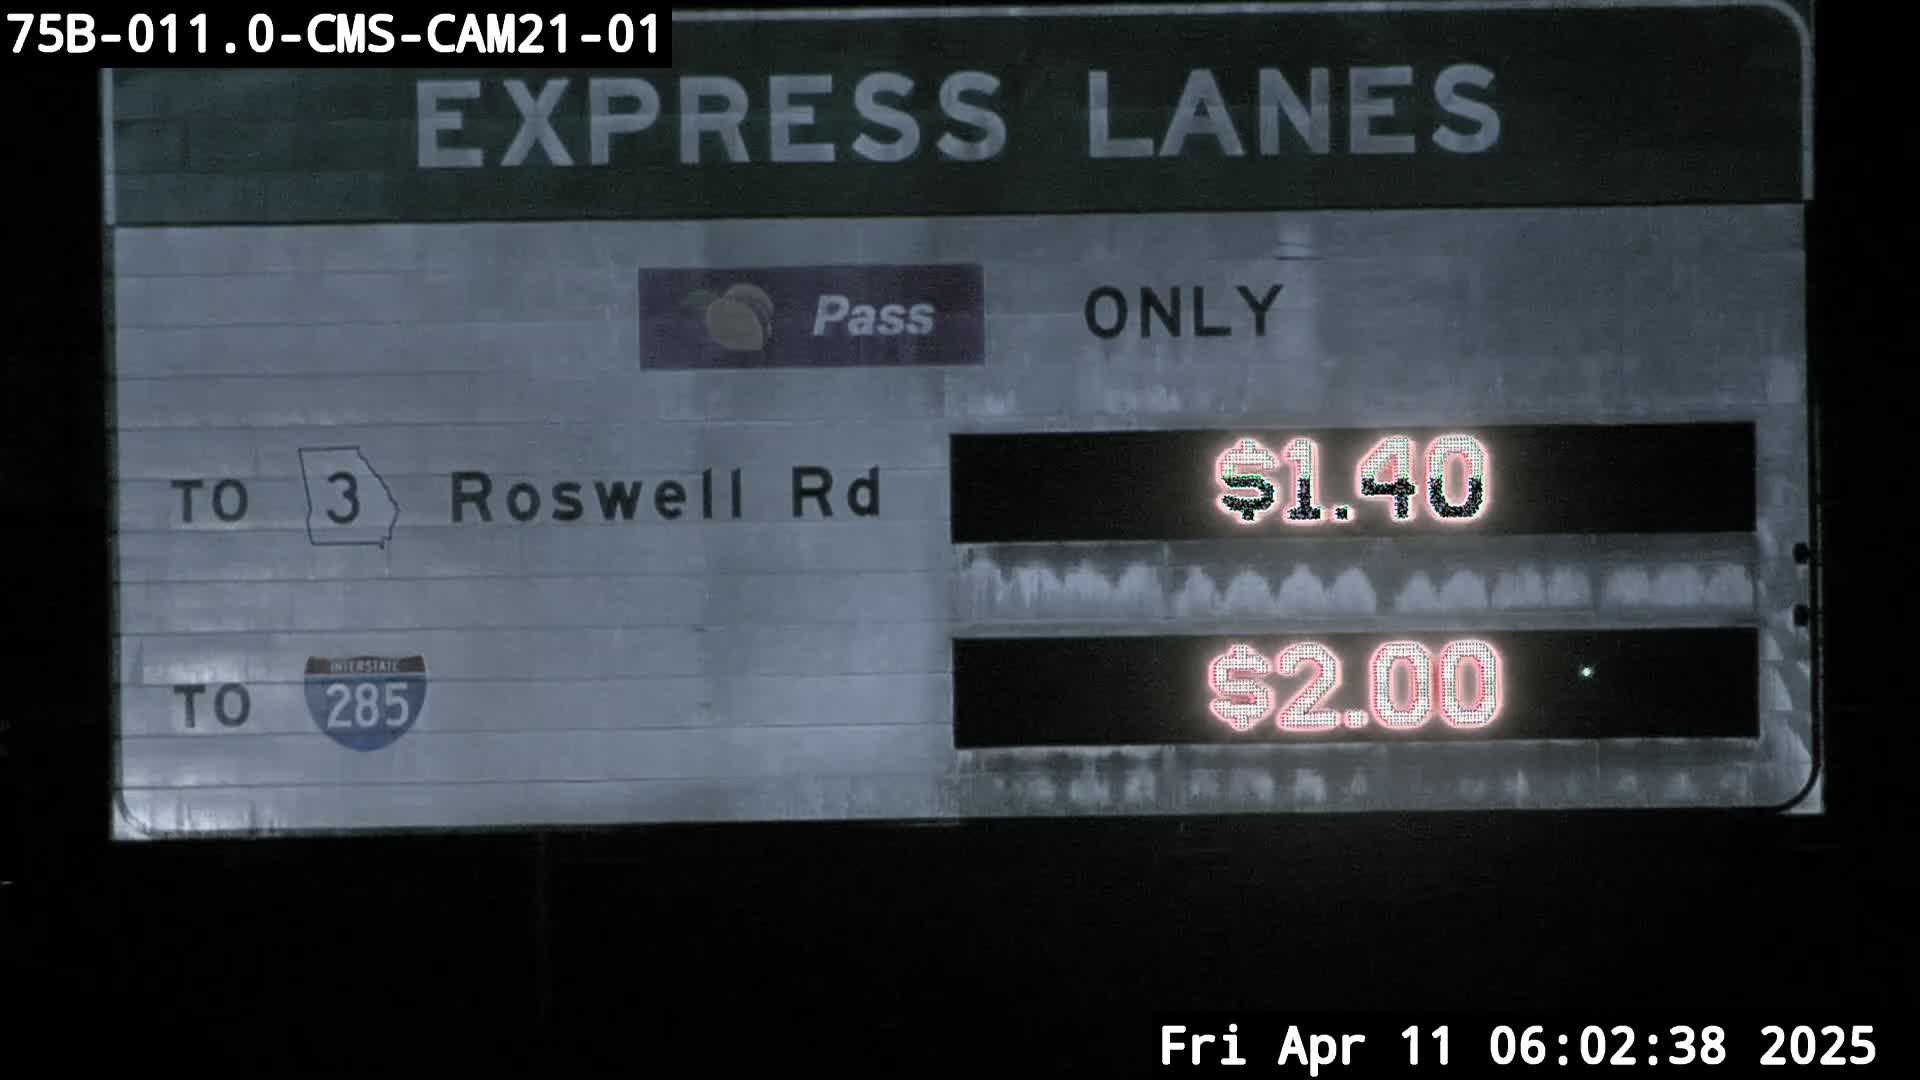 75B-011.0-CMS-CAM21-01
EXPRESS LANES
Pass ONLY
TO 3 Roswell Rd $1.40
INTERSTATE
TO 285 $2.00
Fri Apr 11 06:02:38 2025